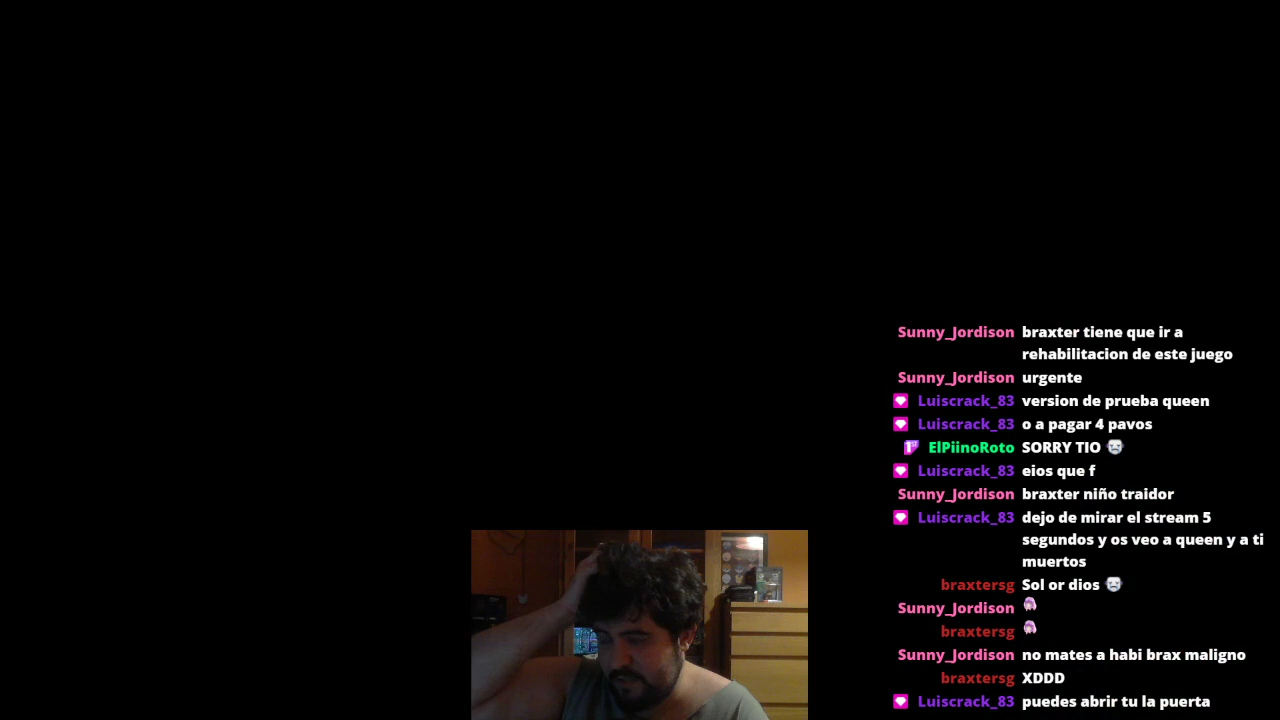 Sunny_Jordison braxter tiene que ir a
rehabilitacion de este juego
Sunny_Jordison urgente
Luiscrack_83 version de prueba queen
Luiscrack_83 o a pagar 4 pavos
ElPiinoRoto SORRY TIO
Luiscrack_83 eios que f
Sunny_Jordison braxter niño traidor
Luiscrack_83 dejo de mirar el stream 5
segundos y os veo a queen y a ti
muertos
braxtersg Sol or dios
Sunny_Jordison
braxtersg
Sunny_Jordison no mates a habi brax maligno
braxtersg XDDD
Luiscrack_83 puedes abrir tu la puerta